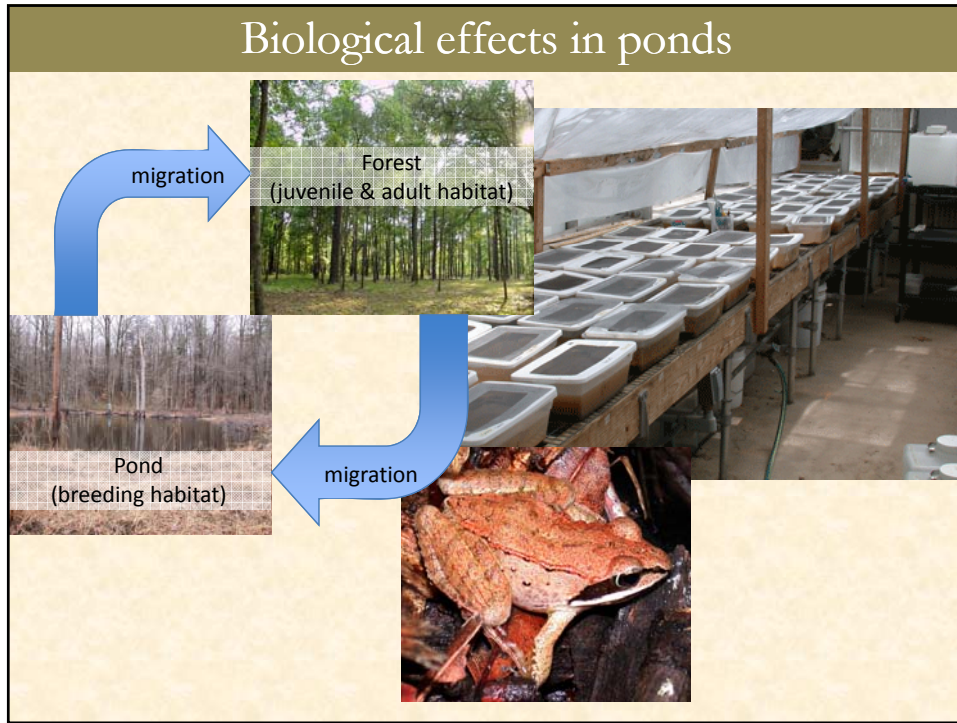 Biological effects in ponds
migration
Forest
(juvenile & adult habitat)
Pond
(breeding habitat)
migration